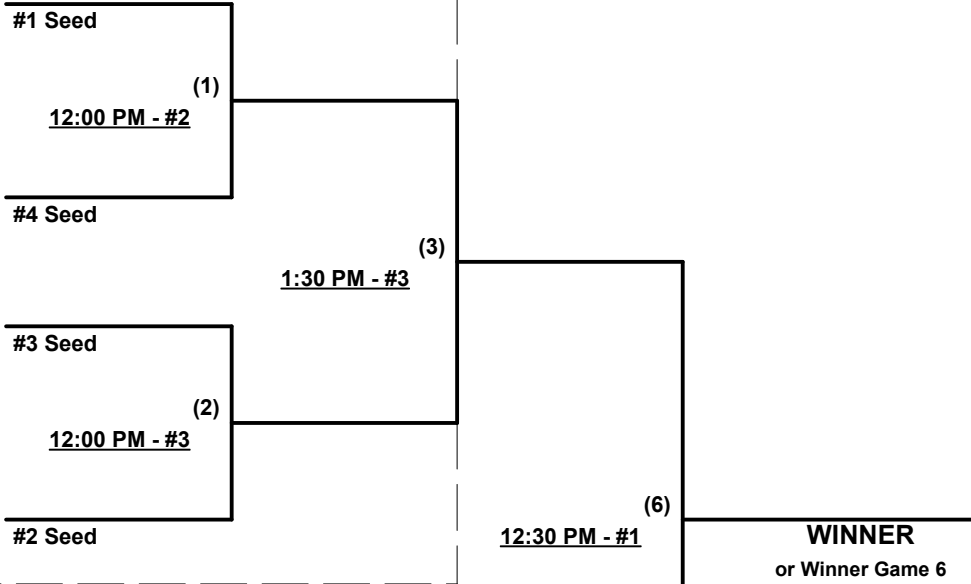 #1 Seed
(1)
12:00 PM - #2
#4 Seed
(3)
1:30 PM - #3
#3 Seed
(2)
12:00 PM - #3
#2 Seed
(6)
12:30 PM - #1
WINNER
or Winner Game 6